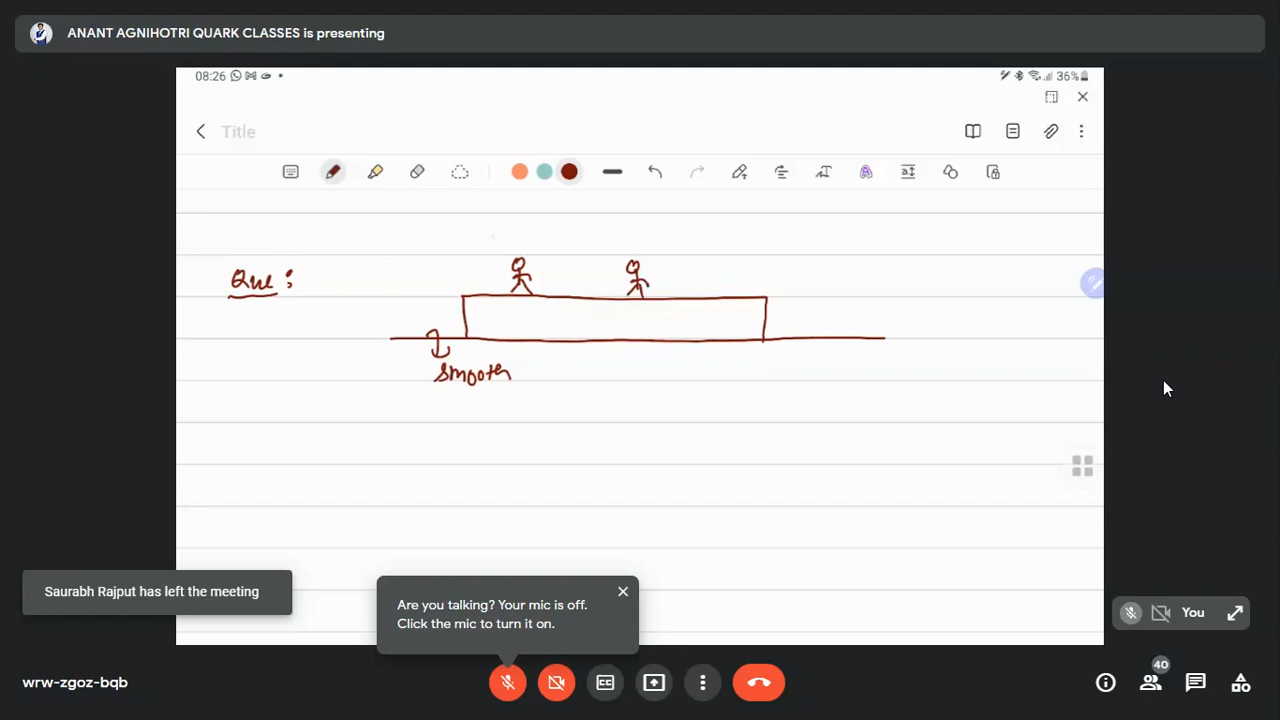 ANANT AGNIHOTRI QUARK CLASSES is presenting
08:26
36%
Title
Que :
smooth
Saurabh Rajput has left the meeting
Are you talking? Your mic is off.
Click the mic to turn it on.
You
wrw-zgoz-bqb
CC
40